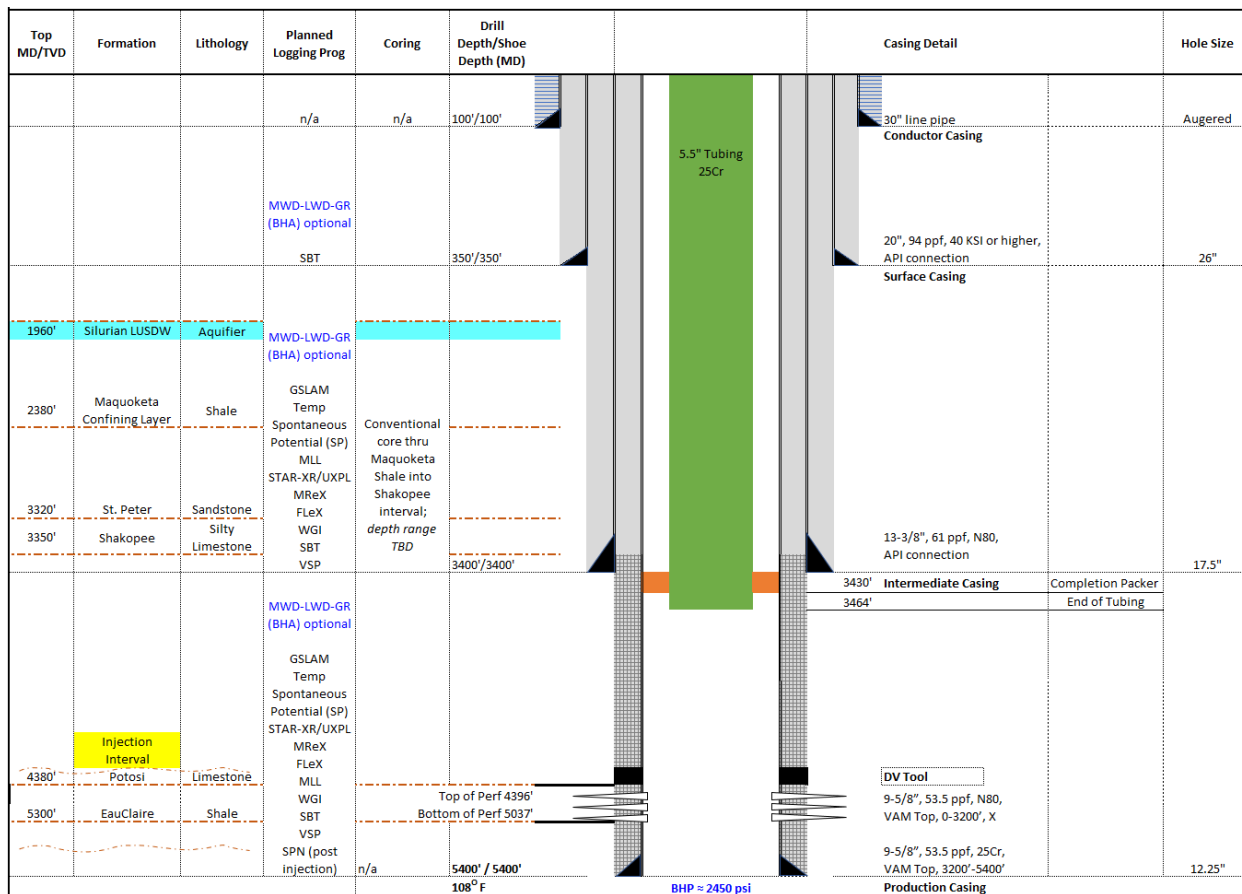 Top
MD/TVD
Formation
Lithology
Planned
Logging Prog
Coring
Drill
Depth/Shoe
Depth (MD)
Casing Detail
Hole Size
n/a
n/a
100'/100'
30" line pipe
Augered
Conductor Casing
5.5" Tubing
25Cr
MWD-LWD-GR
(BHA) optional
SBT
350'/350'
20", 94 ppf, 40 KSI or higher,
API connection
26"
Surface Casing
1960'
Silurian LUSDW
Aquifier
MWD-LWD-GR
(BHA) optional
2380'
Maquoketa
Confining Layer
Shale
GSLAM
Temp
Spontaneous
Potential (SP)
MLL
STAR-XR/UXPL
MReX
FLeX
WGI
SBT
VSP
Conventional
core thru
Maquoketa
Shale into
Shakopee
interval;
depth range
TBD
3320'
St. Peter
Sandstone
3350'
Shakopee
Silty
Limestone
3400'/3400'
13-3/8", 61 ppf, N80,
API connection
17.5"
3430'
Intermediate Casing
Completion Packer
3464'
End of Tubing
MWD-LWD-GR
(BHA) optional
GSLAM
Temp
Spontaneous
Potential (SP)
STAR-XR/UXPL
MReX
FLeX
MLL
WGI
SBT
VSP
SPN (post
injection)
Injection
Interval
4380'
Potosi
Limestone
DV Tool
Top of Perf 4396'
Bottom of Perf 5037'
9-5/8", 53.5 ppf, N80,
VAM Top, 0-3200', X
5300'
EauClaire
Shale
n/a
5400' / 5400'
9-5/8", 53.5 ppf, 25Cr,
VAM Top, 3200'-5400'
12.25"
108O F
BHP ≈ 2450 psi
Production Casing